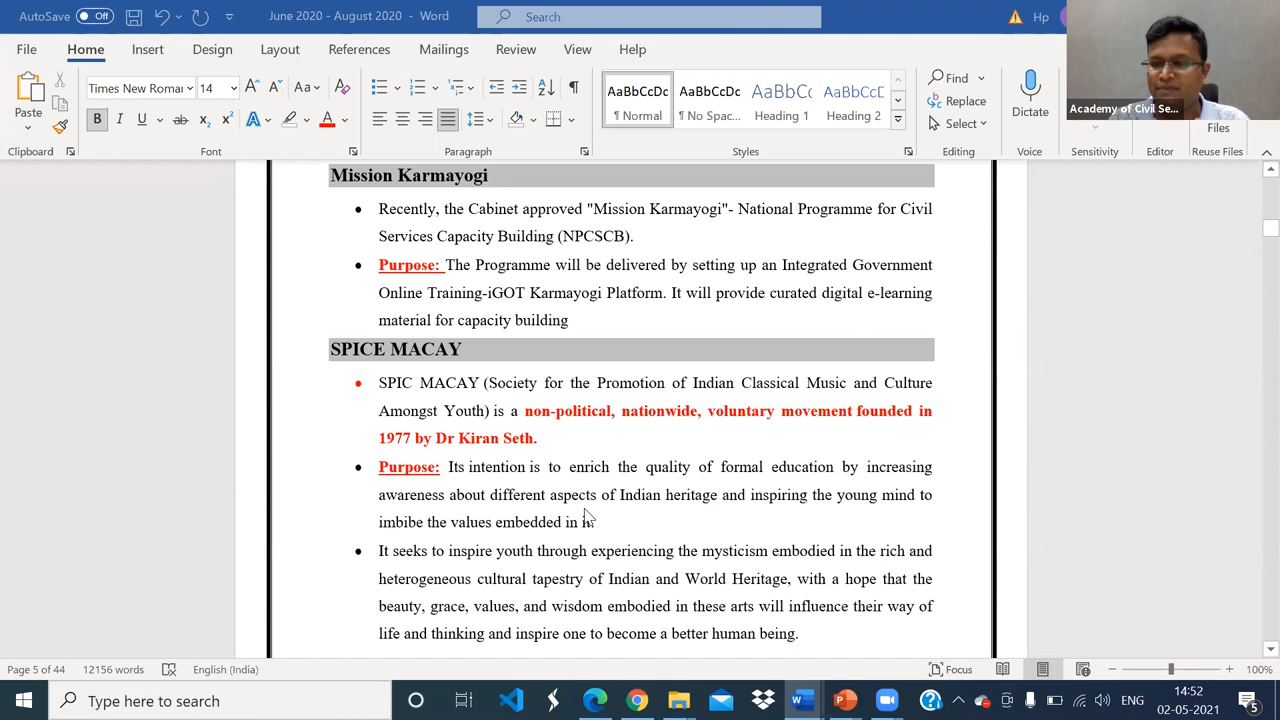 AutoSave Off June 2020 - August 2020 - Word Search Hp
File Home Insert Design Layout References Mailings Review View Help
Paste Times New Roma 14 Aa A B I U ab x₂ x² A A AaBbCcDc AaBbCcDc AaBbCcDc AaBbCcD Find Dictate
¶ Normal ¶ No Spac... Heading 1 Heading 2 Replace Select Files
Academy of Civil Se...
Clipboard Font Paragraph Styles Editing Voice Sensitivity Editor Reuse Files
Mission Karmayogi
• Recently, the Cabinet approved "Mission Karmayogi"- National Programme for Civil
Services Capacity Building (NPCSCB).
• Purpose: The Programme will be delivered by setting up an Integrated Government
Online Training-iGOT Karmayogi Platform. It will provide curated digital e-learning
material for capacity building
SPICE MACAY
• SPIC MACAY (Society for the Promotion of Indian Classical Music and Culture
Amongst Youth) is a non-political, nationwide, voluntary movement founded in
1977 by Dr Kiran Seth.
• Purpose: Its intention is to enrich the quality of formal education by increasing
awareness about different aspects of Indian heritage and inspiring the young mind to
imbibe the values embedded in
• It seeks to inspire youth through experiencing the mysticism embodied in the rich and
heterogeneous cultural tapestry of Indian and World Heritage, with a hope that the
beauty, grace, values, and wisdom embodied in these arts will influence their way of
life and thinking and inspire one to become a better human being.
Page 5 of 44 12156 words English (India) Focus 100%
Type here to search ENG 14:52
02-05-2021 5